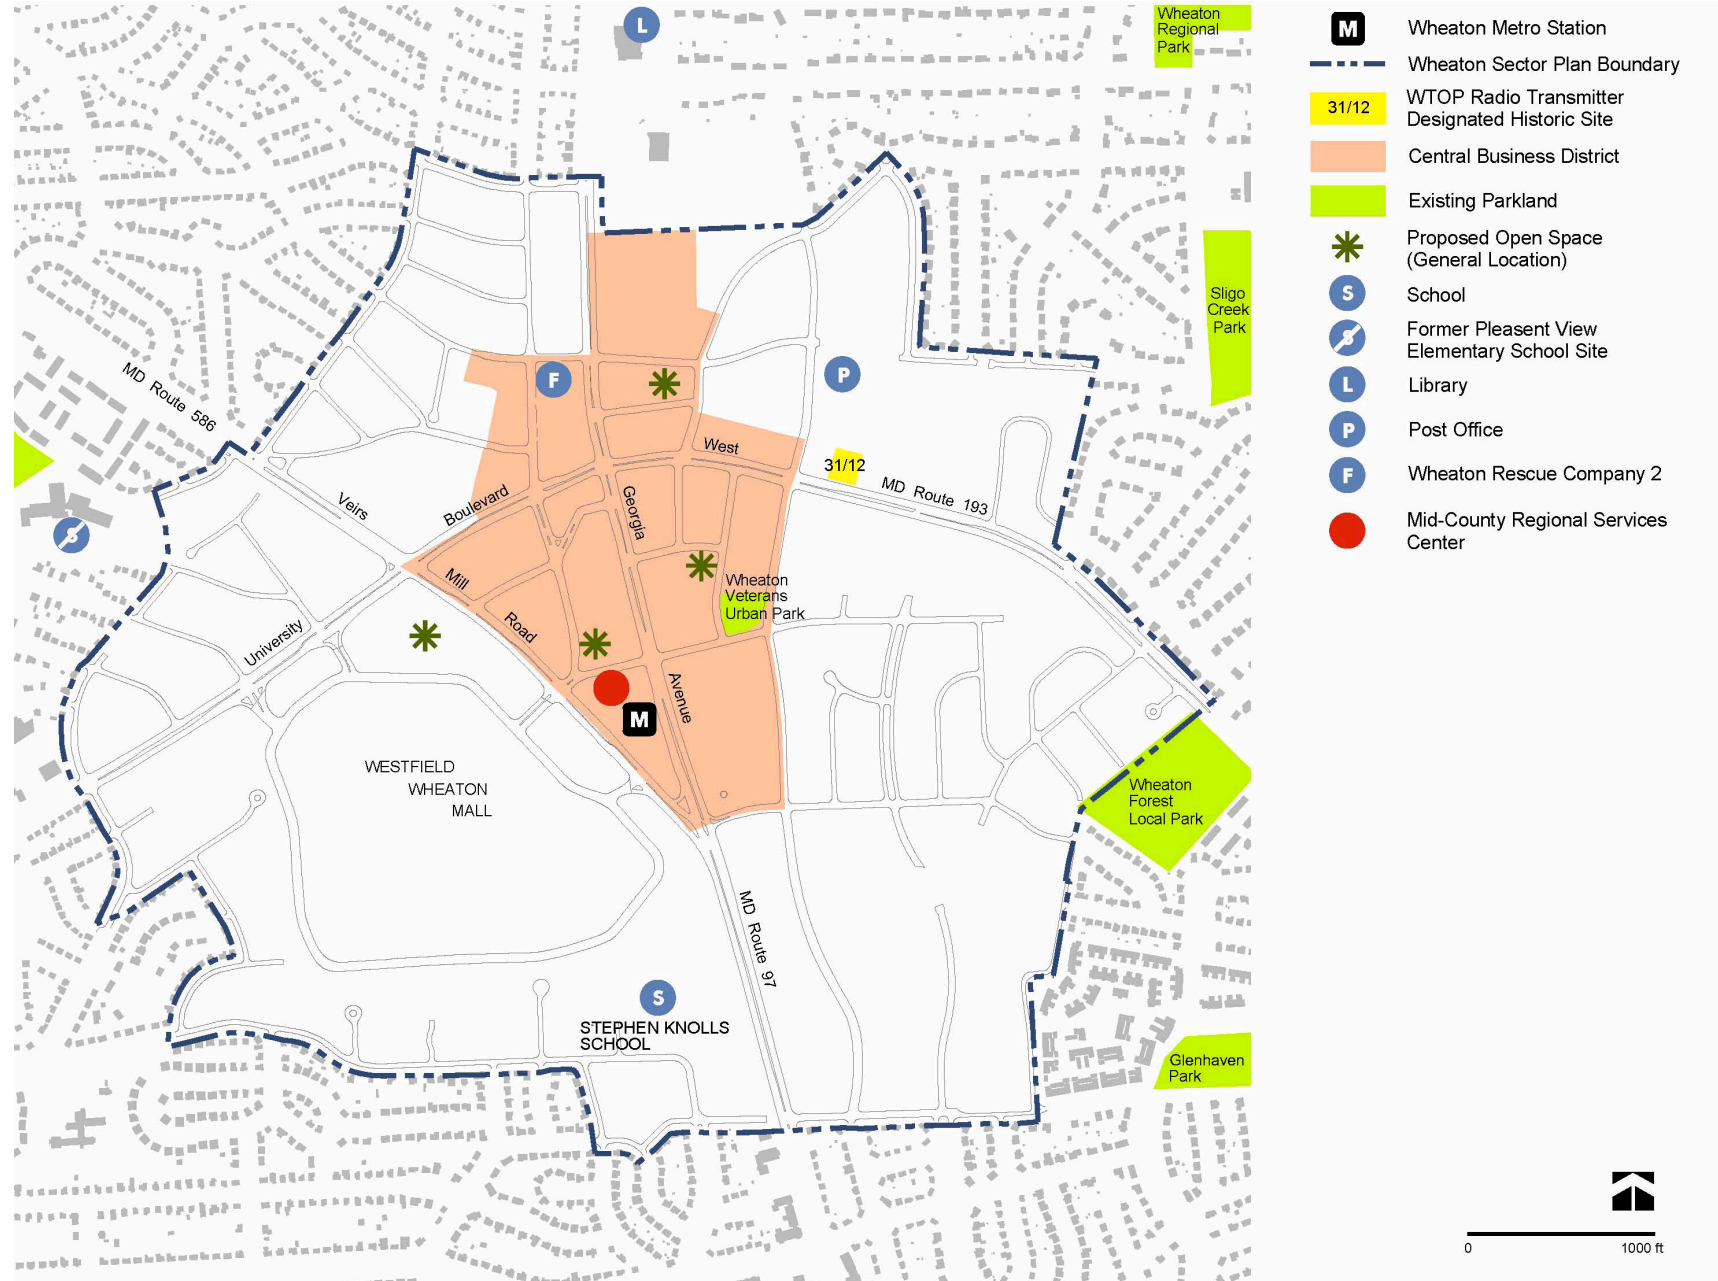 L
Wheaton
Regional
Park
Sligo
Creek
Park
MD Route 586
F
P
West
31/12
MD Route 193
Veirs
Boulevard
Georgia
S
Mill
Road
University
Wheaton
Veterans
Urban Park
Avenue
M
WESTFIELD
WHEATON
MALL
Wheaton
Forest
Local Park
MD Route 97
S
STEPHEN KNOLLS
SCHOOL
Glenhaven
Park
M
Wheaton Metro Station
Wheaton Sector Plan Boundary
31/12
WTOP Radio Transmitter
Designated Historic Site
Central Business District
Existing Parkland
Proposed Open Space
(General Location)
S
School
S
Former Pleasent View
Elementary School Site
L
Library
P
Post Office
F
Wheaton Rescue Company 2
Mid-County Regional Services
Center
0 1000 ft